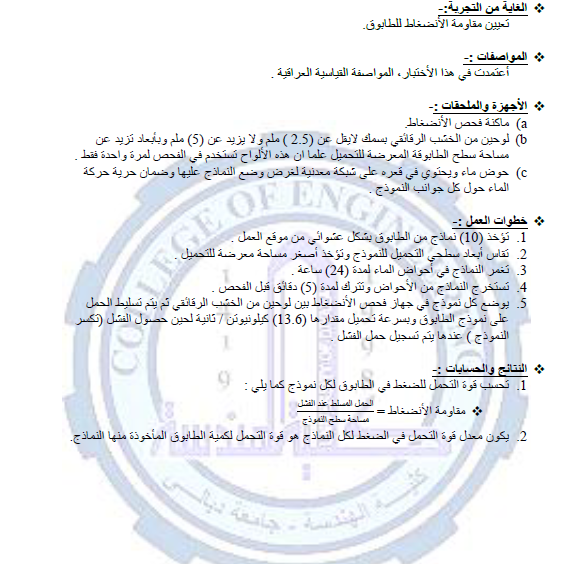 ❖ الغاية من التجربة:-
تعيين مقاومة الأنضغاط للطابوق.
❖ المواصفات :-
أعتمدت في هذا الأختبار، المواصفة القياسية العراقية .
❖ الأجهزة والملحقات :-
a) ماكنة فحص الأنضغاط.
b) لوحين من الخشب الرقائقي بسمك لايقل عن (2.5 ) ملم ولا يزيد عن (5) ملم وبأبعاد تزيد عن
مساحة سطح الطابوقة المعرضة للتحميل علما ان هذه الألواح تستخدم في الفحص لمرة واحدة فقط .
c) حوض ماء ويحتوي في قعره على شبكة معدنية لغرض وضع النماذج عليها وضمان حرية حركة
الماء حول كل جوانب النموذج .
❖ خطوات العمل :-
1. تؤخذ (10) نماذج من الطابوق بشكل عشوائي من موقع العمل .
2. تقاس أبعاد سطحي التحميل للنموذج وتؤخذ أصغر مساحة معرضة للتحميل .
3. تغمر النماذج في أحواض الماء لمدة (24) ساعة .
4. تستخرج النماذج من الأحواض وتترك لمدة (5) دقائق قبل الفحص .
5. يوضع كل نموذج في جهاز فحص الأنضغاط بين لوحين من الخشب الرقائقي ثم يتم تسليط الحمل
على نموذج الطابوق وبسرعة تحميل مقدارها (13.6) كيلونيوتن / ثانية لحين حصول الفشل (تكسر
النموذج ) عندها يتم تسجيل حمل الفشل .
❖ النتائج والحسابات :-
1. تحسب قوة التحمل للضغط في الطابوق لكل نموذج كما يلي :
❖ مقاومة الأنضغاط = الحمل المسلط عند الفشل
مساحة سطح النموذج
2. يكون معدل قوة التحمل في الضغط لكل النماذج هو قوة التحمل لكمية الطابوق المأخوذة منها النماذج.
COLLEGE OF ENGINEERING
كلية الهندسة - جامعة ديالى